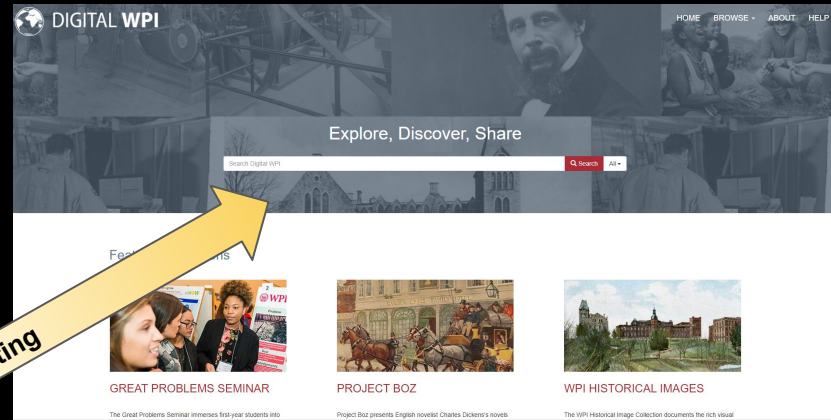 DIGITAL WPI
HOME BROWSE ABOUT HELP
Explore, Discover, Share
Search Digital WPI
Search All
2
WPI
GREAT PROBLEMS SEMINAR
PROJECT BOZ
WPI HISTORICAL IMAGES
The Great Problems Seminar immerses first-year students into
Project Boz presents English novelist Charles Dickens's novels
The WPI Historical Image Collection documents the rich visual